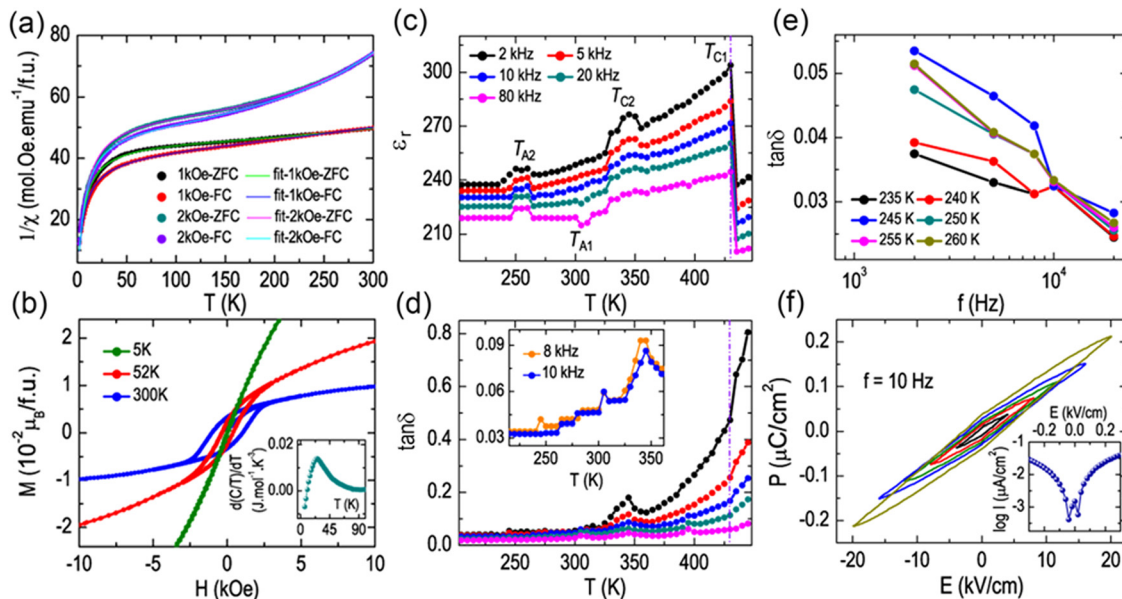 (a)
80
70
60
50
40
30
20
10
1/χ (mol.Oe.emu⁻¹/f.u.)
1kOe-ZFC fit-1kOe-ZFC
1kOe-FC fit-1kOe-FC
2kOe-ZFC fit-2kOe-ZFC
2kOe-FC fit-2kOe-FC
0 50 100 150 200 250 300
T (K)
(b)
2
1
0
-1
-2
M (10⁻² μB/f.u.)
5K
52K
300K
0.01
0.00
d(C/T)/dT
(J.mol⁻¹.K⁻²)
T (K)
0 45 90
-10 -5 0 5 10
H (kOe)
(c)
300
270
240
210
εr
2 kHz 5 kHz
10 kHz 20 kHz
80 kHz
TC1
TC2
TA2
TA1
250 300 350 400
T (K)
(d)
0.8
0.6
0.4
0.2
0.0
tanδ
0.09
0.06
0.03
8 kHz
10 kHz
T (K)
250 300 350
250 300 350 400
T (K)
(e)
0.05
0.04
0.03
tanδ
235 K 240 K
245 K 250 K
255 K 260 K
10³ 10⁴
f (Hz)
(f)
0.2
0.1
0.0
-0.1
-0.2
P (μC/cm²)
f = 10 Hz
E (kV/cm)
-0.2 0.0 0.2
-1
-2
-3
log I (μA/cm²)
-20 -10 0 10 20
E (kV/cm)